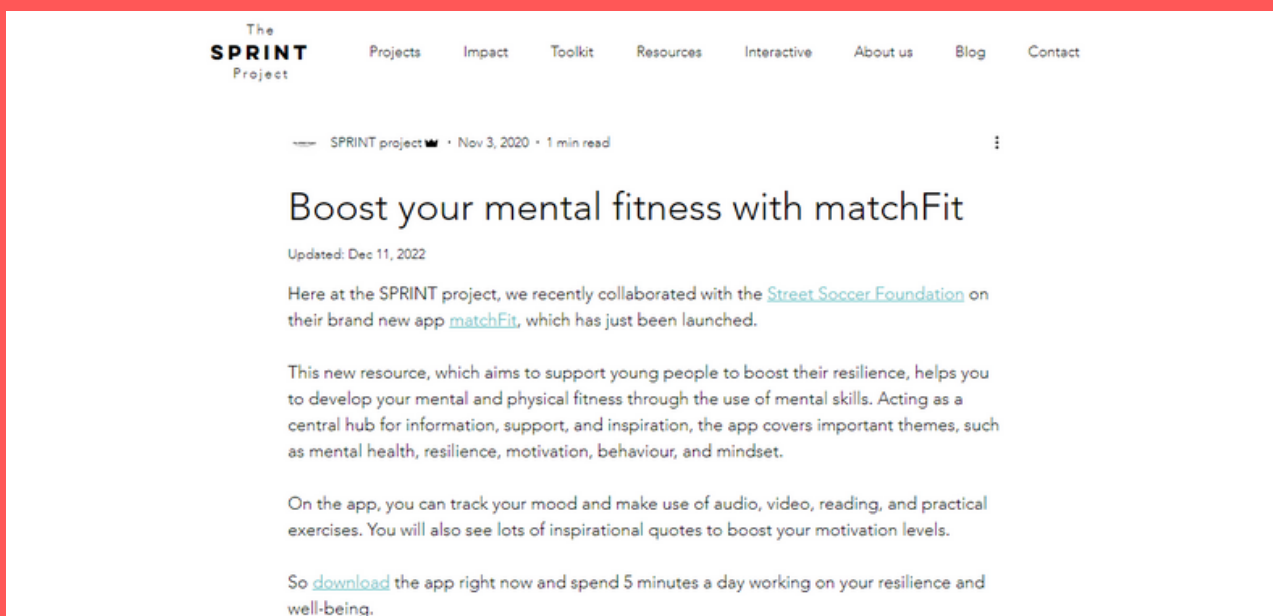 The
SPRINT
Project
Projects Impact Toolkit Resources Interactive About us Blog Contact
SPRINT project · Nov 3, 2020 · 1 min read
Boost your mental fitness with matchFit
Updated: Dec 11, 2022
Here at the SPRINT project, we recently collaborated with the Street Soccer Foundation on
their brand new app matchFit, which has just been launched.
This new resource, which aims to support young people to boost their resilience, helps you
to develop your mental and physical fitness through the use of mental skills. Acting as a
central hub for information, support, and inspiration, the app covers important themes, such
as mental health, resilience, motivation, behaviour, and mindset.
On the app, you can track your mood and make use of audio, video, reading, and practical
exercises. You will also see lots of inspirational quotes to boost your motivation levels.
So download the app right now and spend 5 minutes a day working on your resilience and
well-being.